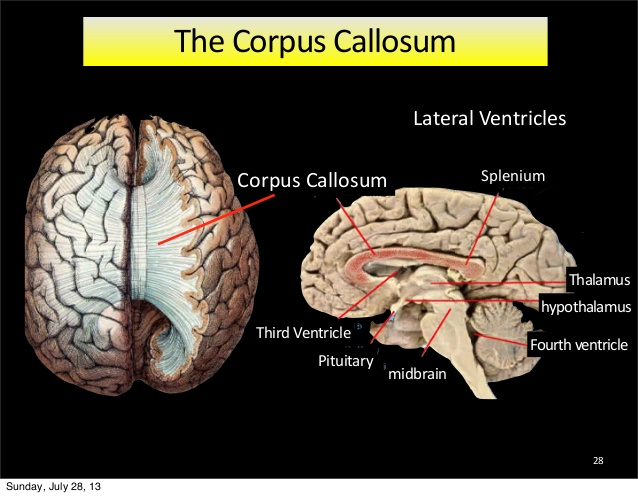 The Corpus Callosum
Lateral Ventricles
Corpus Callosum
Splenium
Thalamus
hypothalamus
Third Ventricle
Fourth ventricle
Pituitary
midbrain
28
Sunday, July 28, 13